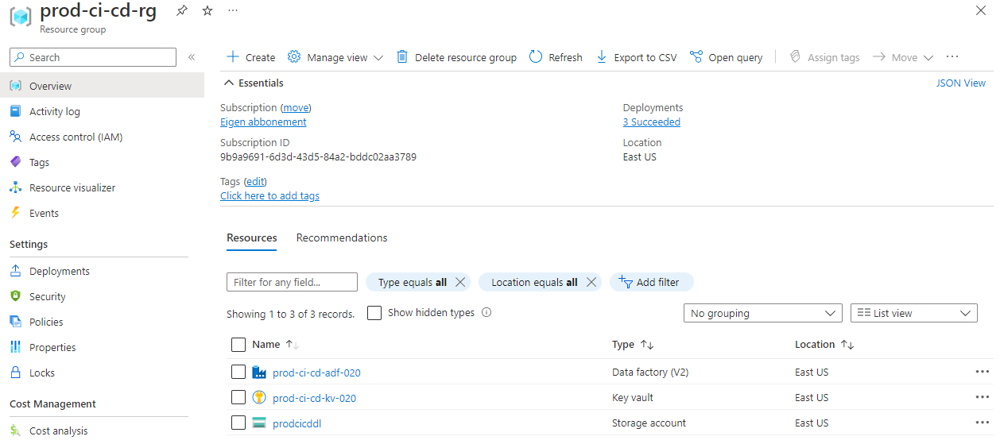 prod-ci-cd-rg
Resource group
Search
Create
Manage view
Delete resource group
Refresh
Export to CSV
Open query
Assign tags
Move
Overview
Activity log
Access control (IAM)
Tags
Resource visualizer
Events
Settings
Deployments
Security
Policies
Properties
Locks
Cost Management
Cost analysis
Essentials
JSON View
Subscription (move)
Eigen abbonement
Subscription ID
9b9a9691-6d3d-43d5-84a2-bddc02aa3789
Tags (edit)
Click here to add tags
Deployments
3 Succeeded
Location
East US
Resources
Recommendations
Filter for any field...
Type equals all
Location equals all
Add filter
Showing 1 to 3 of 3 records.
Show hidden types
No grouping
List view
Name Type Location
prod-ci-cd-adf-020 Data factory (V2) East US
prod-ci-cd-kv-020 Key vault East US
prodcicddl Storage account East US